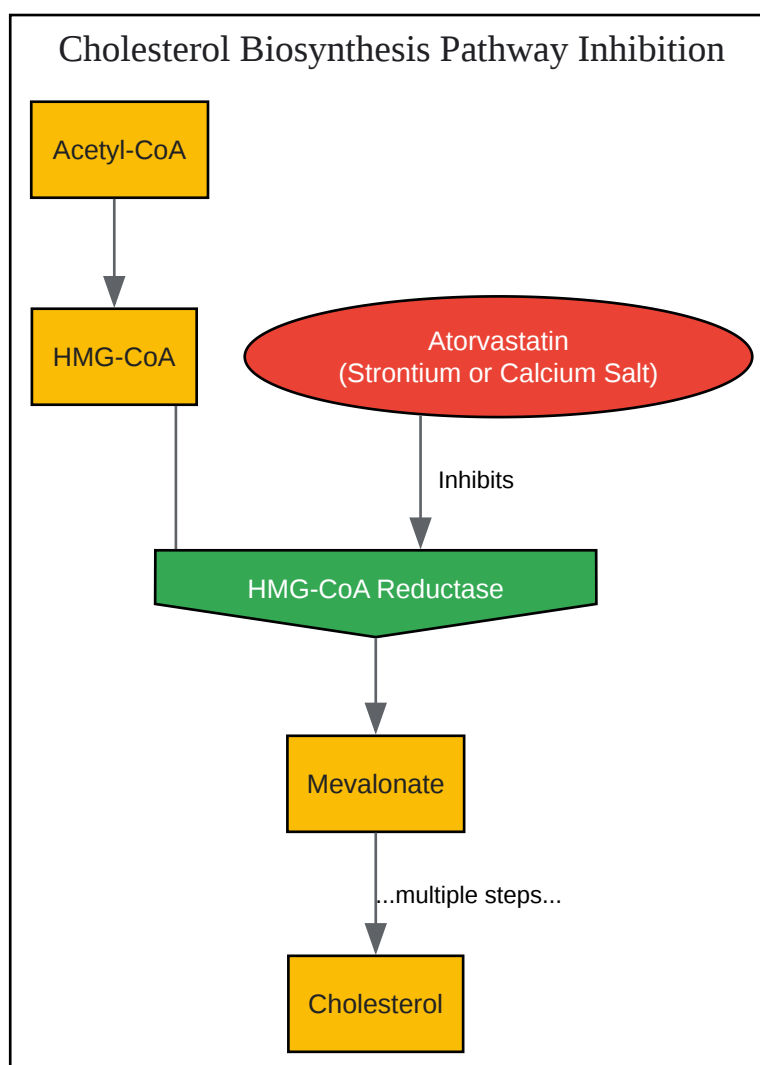 Cholesterol Biosynthesis Pathway Inhibition
Acetyl-CoA
HMG-CoA
Atorvastatin
(Strontium or Calcium Salt)
Inhibits
HMG-CoA Reductase
Mevalonate
...multiple steps...
Cholesterol